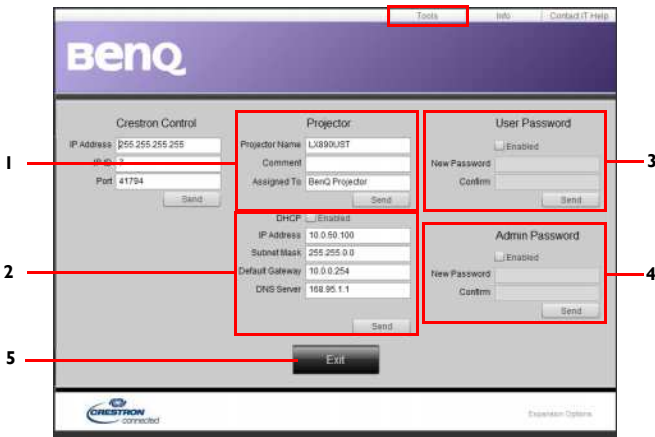 Tools Info Contact IT Help
BenQ
Crestron Control
IP Address 255.255.255.255
IP ID 3
Port 41794
Send
Projector
Projector Name LX890UST
Comment
Assigned To BenQ Projector
Send
DHCP Enabled
IP Address 10.0.50.100
Subnet Mask 255.255.0.0
Default Gateway 10.0.0.254
DNS Server 168.95.1.1
Send
User Password
Enabled
New Password
Confirm
Send
Admin Password
Enabled
New Password
Confirm
Send
Exit
CRESTRON
connected
Expansion Options
1
2
3
4
5